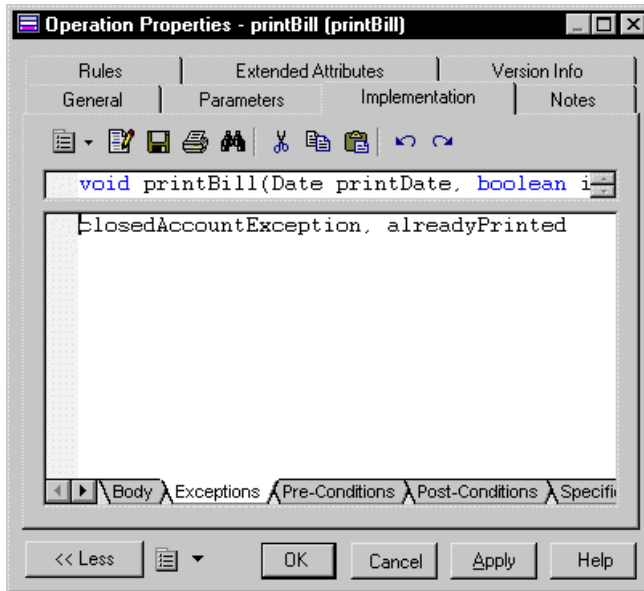 Operation Properties - printBill (printBill)
Rules Extended Attributes Version Info
General Parameters Implementation Notes
void printBill(Date printDate, boolean i
closedAccountException, alreadyPrinted
Body Exceptions Pre-Conditions Post-Conditions Specifi
<< Less OK Cancel Apply Help